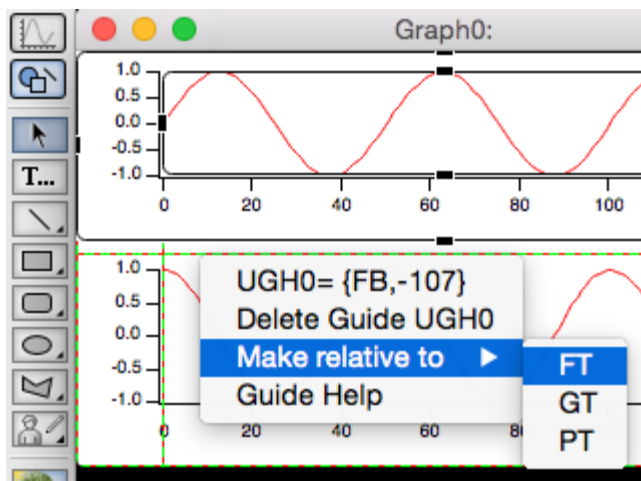 Graph0:
1.0
0.5
0.0
-0.5
-1.0
0 20 40 60 80 100
T...
1.0
0.5
0.0
-0.5
-1.0
UGH0= {FB,-107}
Delete Guide UGH0
Make relative to
Guide Help
FT
GT
PT
0 20 40 60 100